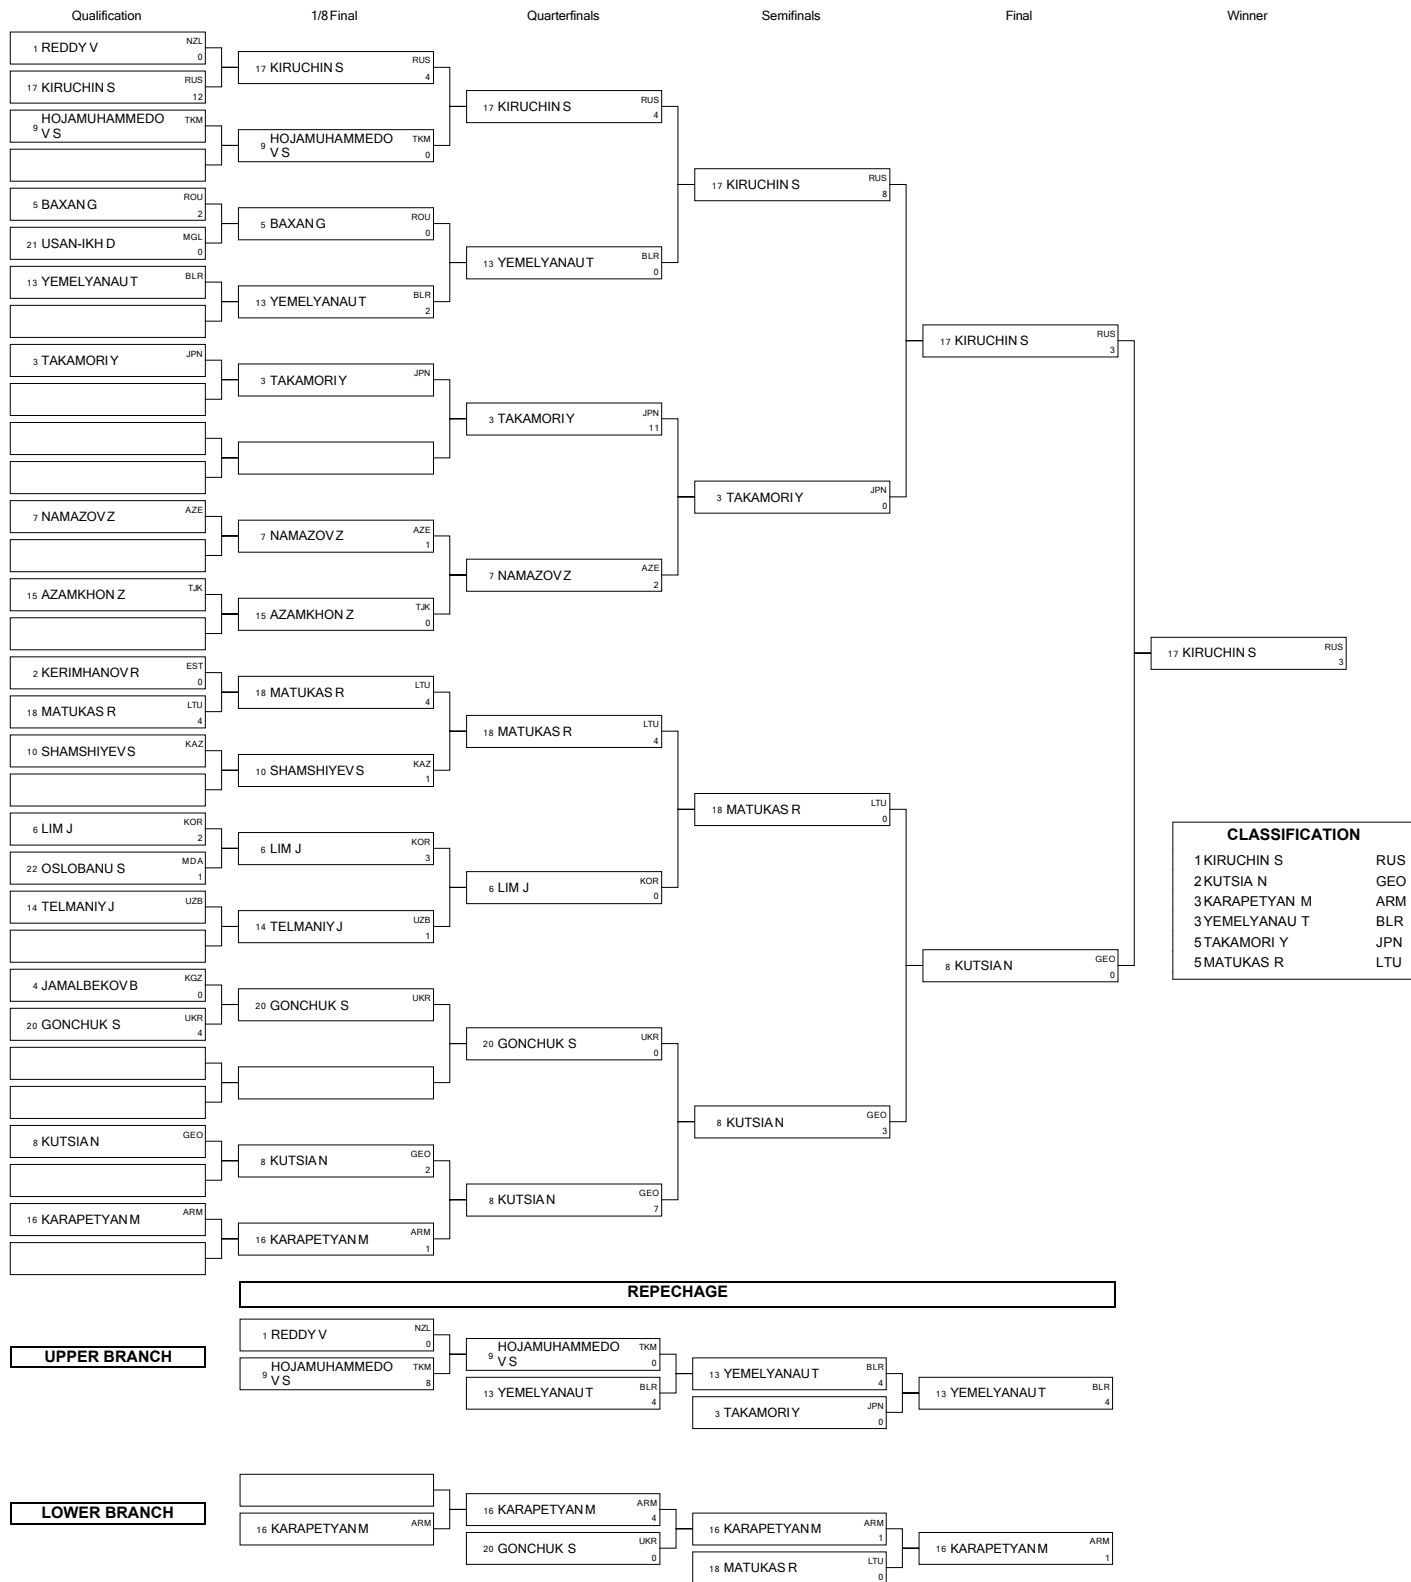 Qualification
1/8 Final
Quarterfinals
Semifinals
Final
Winner
1 REDDY V NZL
0
17 KIRUCHIN S RUS
12
9 HOJAMUHAMMEDO TKM
V S
5 BAXAN G ROU
2
21 USAN-IKH D MGL
0
13 YEMELYANAU T BLR
3 TAKAMORI Y JPN
7 NAMAZOV Z AZE
15 AZAMKHON Z TJK
2 KERIMHANOV R EST
0
18 MATUKAS R LTU
4
10 SHAMSHIYEV S KAZ
6 LIM J KOR
2
22 OSLOBANU S MDA
1
14 TELMANIY J UZB
4 JAMALBEKOV B KGZ
0
20 GONCHUK S UKR
4
8 KUTSIA N GEO
16 KARAPETYAN M ARM
17 KIRUCHIN S RUS
4
9 HOJAMUHAMMEDO TKM
V S 0
5 BAXAN G ROU
0
13 YEMELYANAU T BLR
2
3 TAKAMORI Y JPN
7 NAMAZOV Z AZE
1
15 AZAMKHON Z TJK
0
18 MATUKAS R LTU
4
10 SHAMSHIYEV S KAZ
1
6 LIM J KOR
3
14 TELMANIY J UZB
1
20 GONCHUK S UKR
8 KUTSIA N GEO
2
16 KARAPETYAN M ARM
1
17 KIRUCHIN S RUS
4
13 YEMELYANAU T BLR
0
3 TAKAMORI Y JPN
11
7 NAMAZOV Z AZE
2
18 MATUKAS R LTU
4
6 LIM J KOR
0
20 GONCHUK S UKR
0
8 KUTSIA N GEO
7
17 KIRUCHIN S RUS
8
3 TAKAMORI Y JPN
0
18 MATUKAS R LTU
0
8 KUTSIA N GEO
3
17 KIRUCHIN S RUS
3
8 KUTSIA N GEO
0
17 KIRUCHIN S RUS
3
CLASSIFICATION
1 KIRUCHIN S RUS
2 KUTSIA N GEO
3 KARAPETYAN M ARM
3 YEMELYANAU T BLR
5 TAKAMORI Y JPN
5 MATUKAS R LTU
REPECHAGE
UPPER BRANCH
1 REDDY V NZL
0
9 HOJAMUHAMMEDO TKM
V S 8
9 HOJAMUHAMMEDO TKM
V S 0
13 YEMELYANAU T BLR
4
13 YEMELYANAU T BLR
4
3 TAKAMORI Y JPN
0
13 YEMELYANAU T BLR
4
LOWER BRANCH
16 KARAPETYAN M ARM
16 KARAPETYAN M ARM
4
20 GONCHUK S UKR
0
16 KARAPETYAN M ARM
1
18 MATUKAS R LTU
0
16 KARAPETYAN M ARM
1